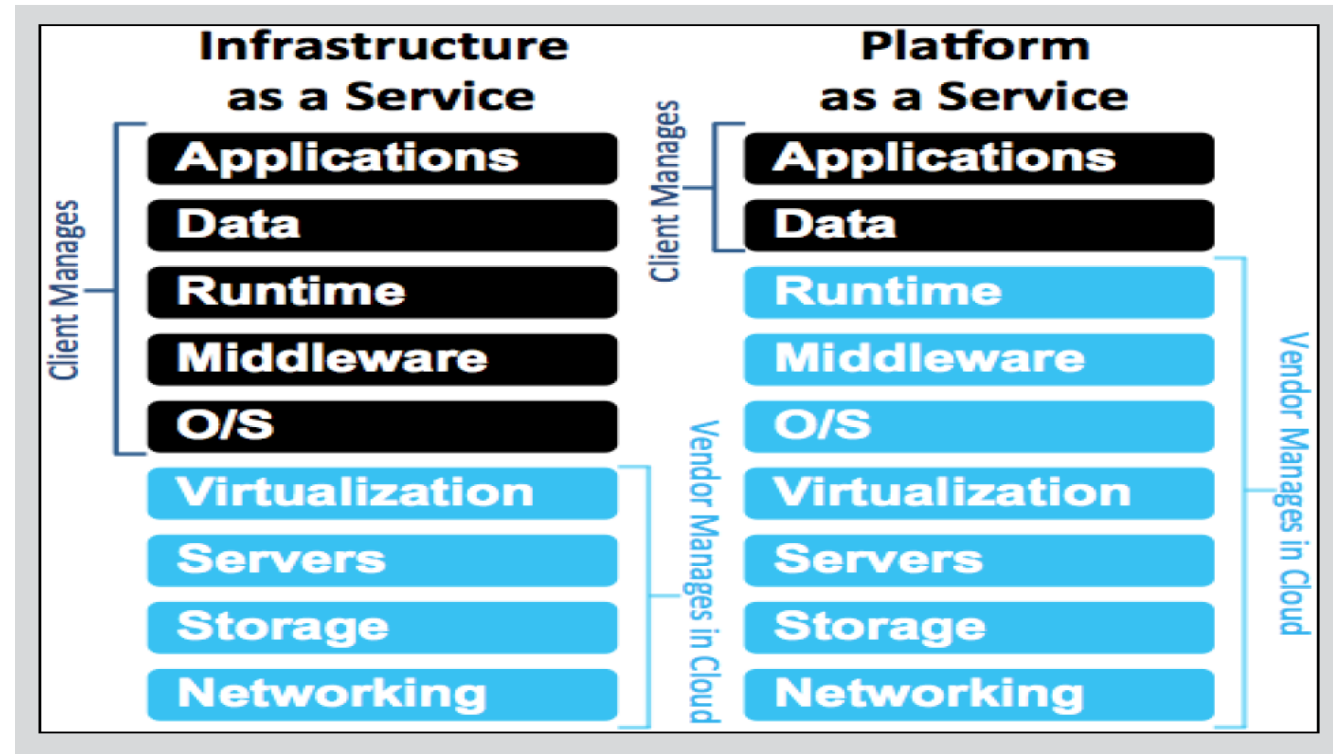 Infrastructure
as a Service
Client Manages
Applications
Data
Runtime
Middleware
O/S
Virtualization
Servers
Storage
Networking
Vendor Manages in Cloud
Platform
as a Service
Client Manages
Applications
Data
Runtime
Middleware
O/S
Virtualization
Servers
Storage
Networking
Vendor Manages in Cloud